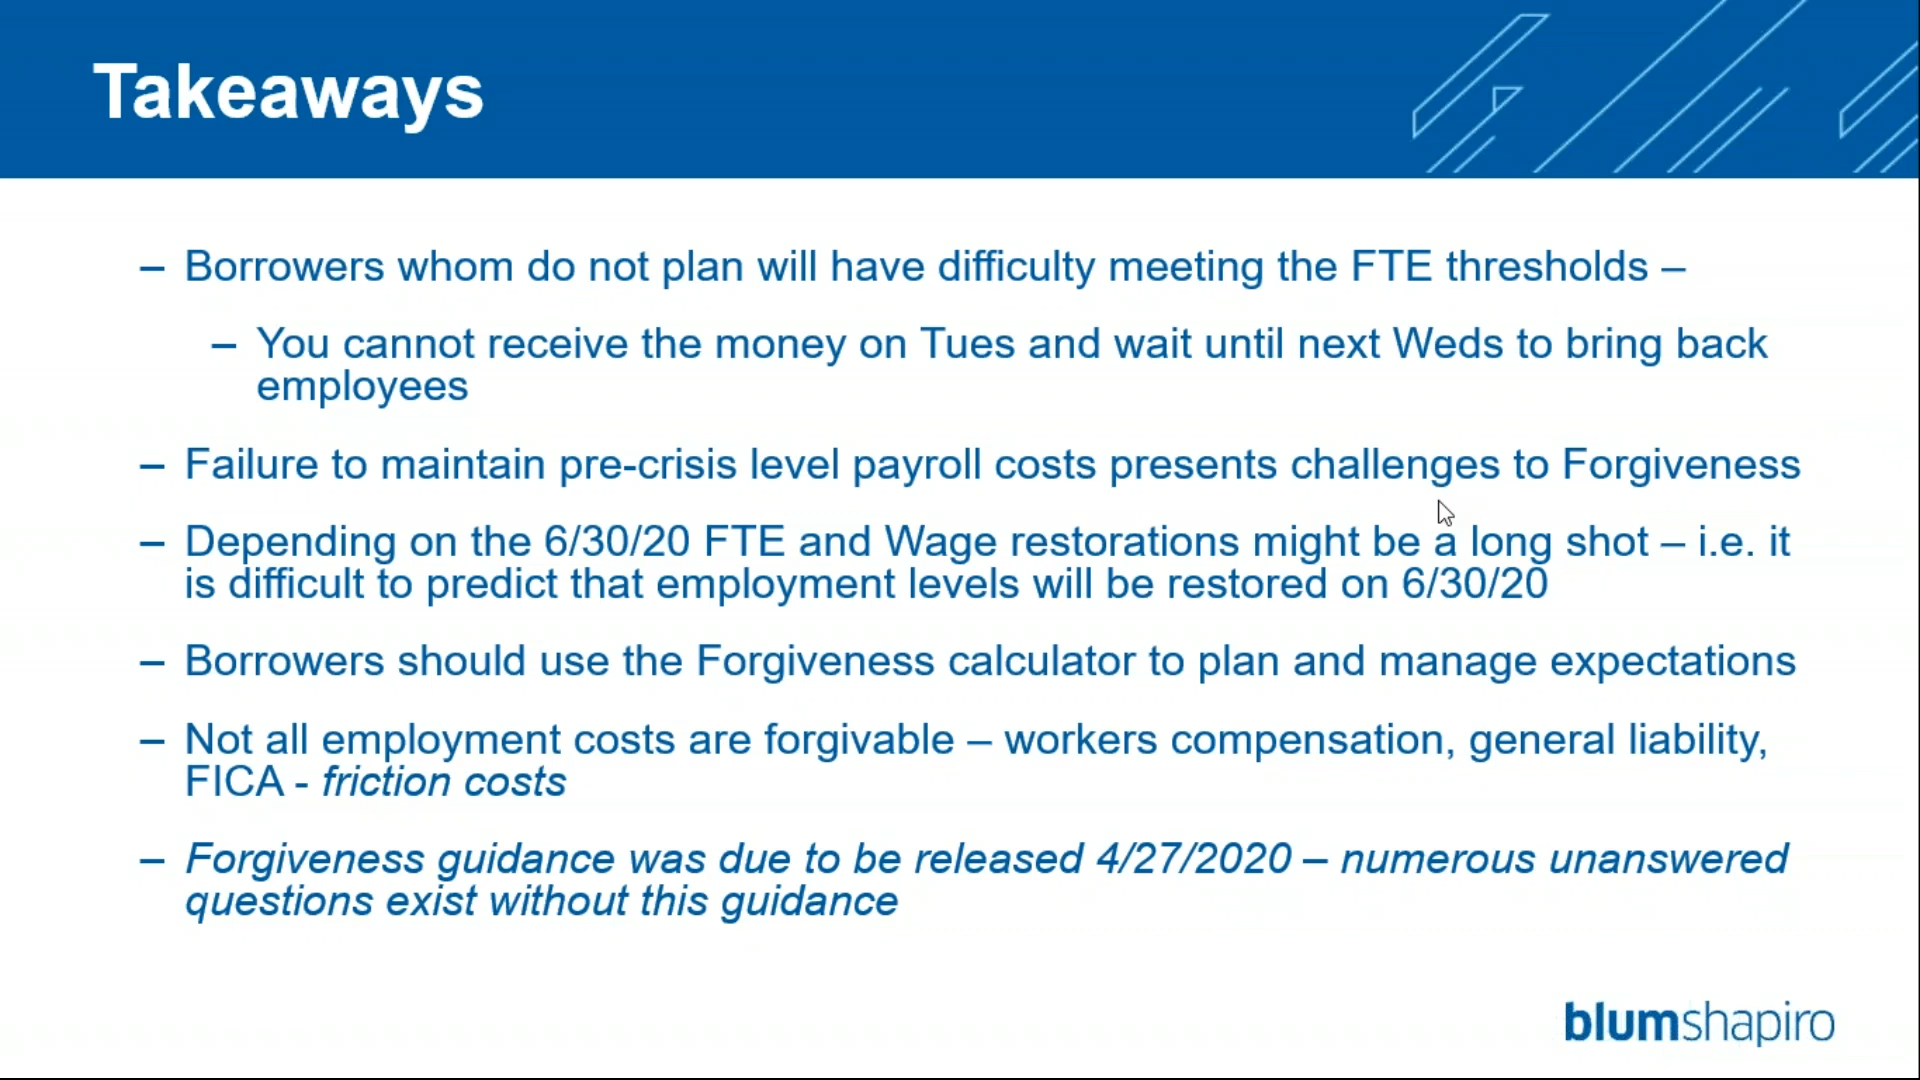 Takeaways
– Borrowers whom do not plan will have difficulty meeting the FTE thresholds –
– You cannot receive the money on Tues and wait until next Weds to bring back
employees
– Failure to maintain pre-crisis level payroll costs presents challenges to Forgiveness
– Depending on the 6/30/20 FTE and Wage restorations might be a long shot – i.e. it
is difficult to predict that employment levels will be restored on 6/30/20
– Borrowers should use the Forgiveness calculator to plan and manage expectations
– Not all employment costs are forgivable – workers compensation, general liability,
FICA - friction costs
– Forgiveness guidance was due to be released 4/27/2020 – numerous unanswered
questions exist without this guidance
blumshapiro